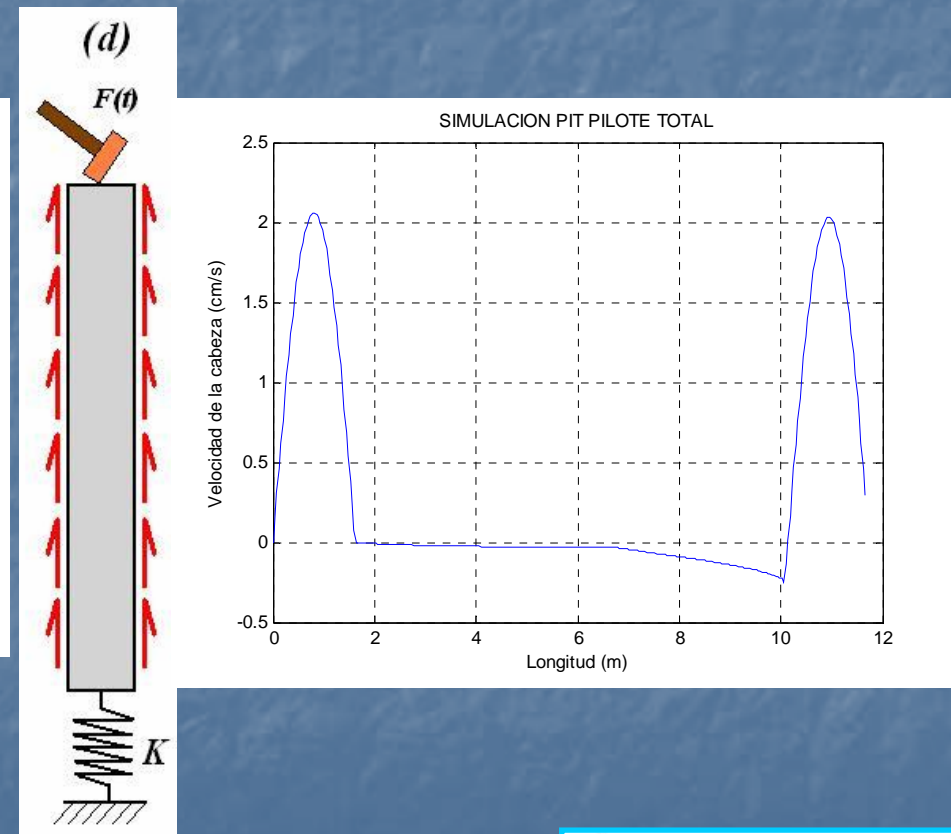 (d)
F(t)
K
SIMULACION PIT PILOTE TOTAL
Velocidad de la cabeza (cm/s)
2.5
2
1.5
1
0.5
0
-0.5
0 2 4 6 8 10 12
Longitud (m)